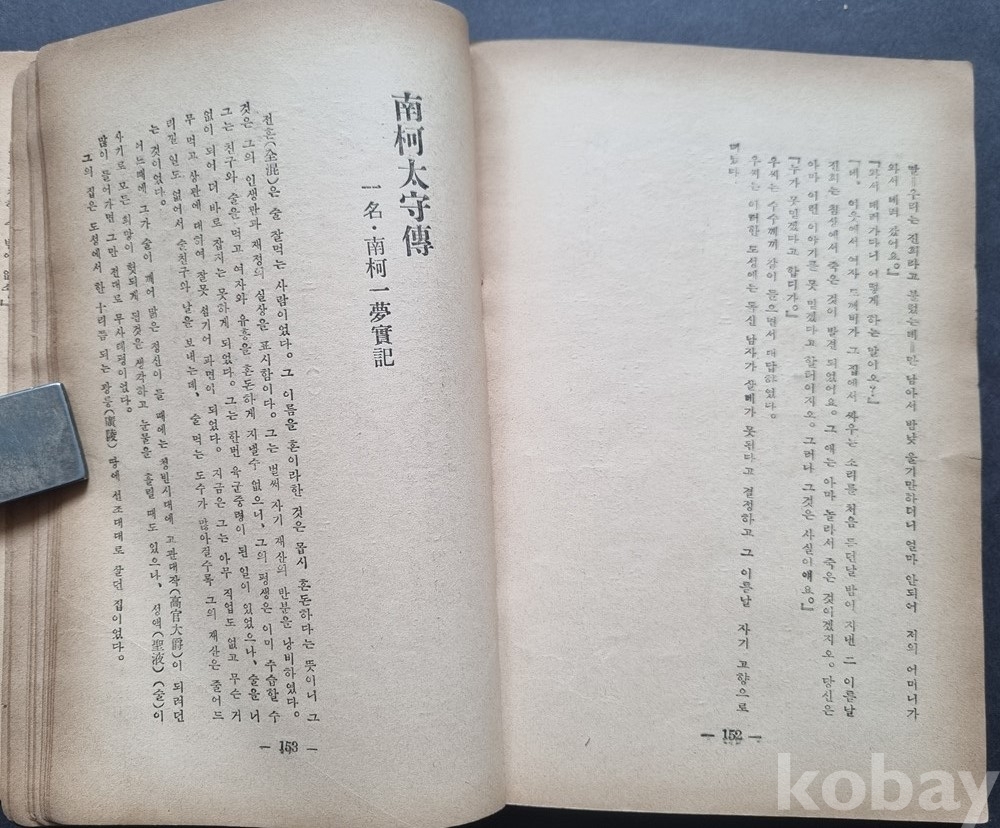 딸—우리는 진희라고 불렀는데—만 남아서 밤낮 울기만하더니 얼마 안되어 저의 어머니가
와서 데려 갔어요。』
『와서 데려가다니 어떻게 하는 말이오?』
『네、이웃에서 여자 도깨비가 그 집에서 싸우는 소리를 처음 듣던날 밤이 지낸 그 이튿날
진희는 침상에서 죽은 것이 발견 되었어요。그 애는 아마 놀라서 죽은 것이겠지오。당신은
아마 이런 이야기를 못 믿겠다고 할터이지오。그러나 그것은 사실이얘요。』
『누가 못믿겠다고 합디가。』
우씨는 수수께끼 같이 들으면서 대답하였다。
우씨는 이러한 도성에는 독신 남자가 살데가 못된다고 결정하고 그 이튿날 자기 고향으로
떠났다
— 152 —
南柯太守傳
一名・南柯一夢實記
전혼(全混)은 술 잘먹는 사람이었다。그 이름을 혼이라한 것은 몹시 혼돈하다는 뜻이니 그
것은 그의 인생관과 재정의 실상을 표시함이다。그는 벌써 자기 재산의 반분을 낭비하였다。
그는 친구와 술을 먹고 여자와 유흥을 혼돈하게 지낼수 없으니、그의 평생은 이미 수습할 수
없이 되어 더 바로 잡지는 못하게 되었다。그는 한번 육군중령이 된 일이 있었으나、술을 너
무 먹고 상관에 대하여 잘못 섬기어 파면이 되었다。지금은 그는 아무 직업도 없고 무슨 거
리낄 일도 없어서 술친구와 날을 보내는데、술 먹는 도수가 많아질수록 그의 재산은 줄어드
는 것이었다。
어뜨때에 그가 술이 깨어 맑은 정신이 들 때에는 청년시대에 고관대작(高官大爵)이 되려던
사기로 모든 희망이 헛되게 된것은 생각하고 눈물을 흘릴 때도 있으나、성액(聖液)(술)이
많이 들어가면 그만 전대로 무사태평이었다。
그의 집은 도성에서 한 十리쯤 되는 광릉(廣陵)땅에 선조대대로 살던 집이었다。
— 153 —
kobay